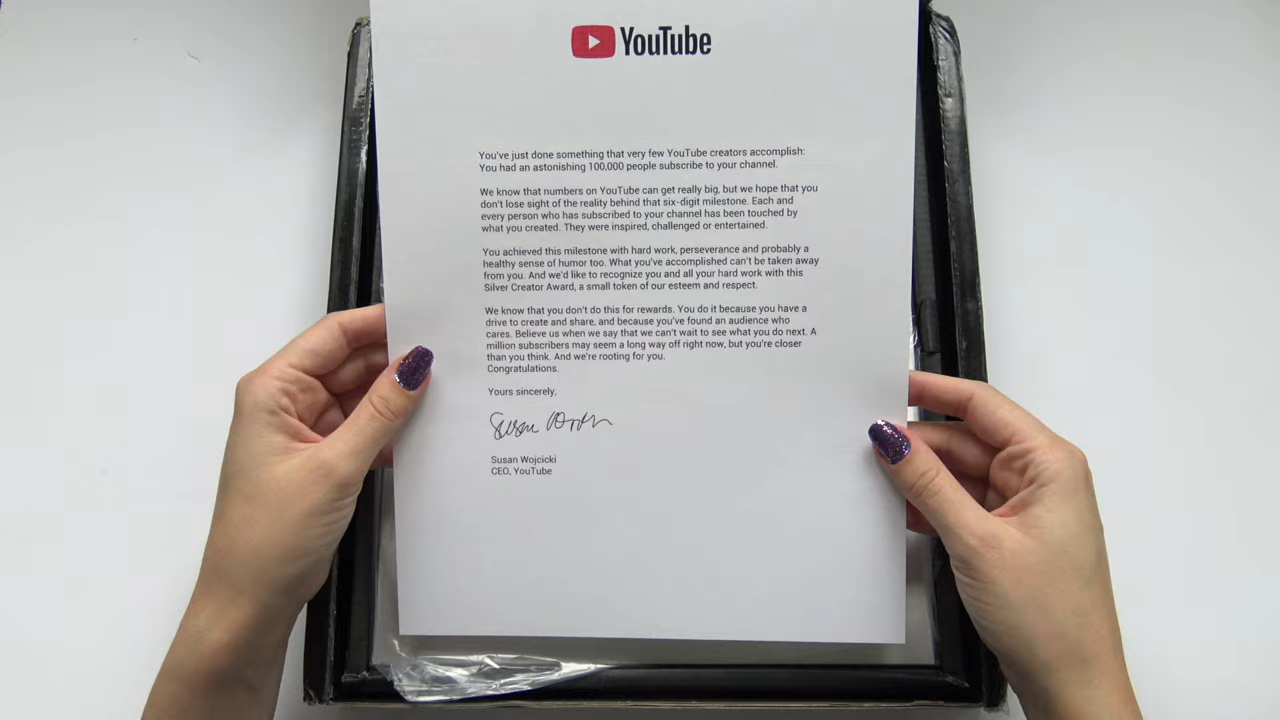 YouTube
You've just done something that very few YouTube creators accomplish:
You had an astonishing 100,000 people subscribe to your channel.
We know that numbers on YouTube can get really big, but we hope that you
don't lose sight of the reality behind that six-digit milestone. Each and
every person who has subscribed to your channel has been touched by
what you created. They were inspired, challenged or entertained.
You achieved this milestone with hard work, perseverance and probably a
healthy sense of humor too. What you've accomplished can't be taken away
from you. And we'd like to recognize you and all your hard work with this
Silver Creator Award, a small token of our esteem and respect.
We know that you don't do this for rewards. You do it because you have a
drive to create and share, and because you've found an audience who
cares. Believe us when we say that we can't wait to see what you do next. A
million subscribers may seem a long way off right now, but you're closer
than you think. And we're rooting for you.
Congratulations.
Yours sincerely,
Susan
Susan Wojcicki
CEO, YouTube